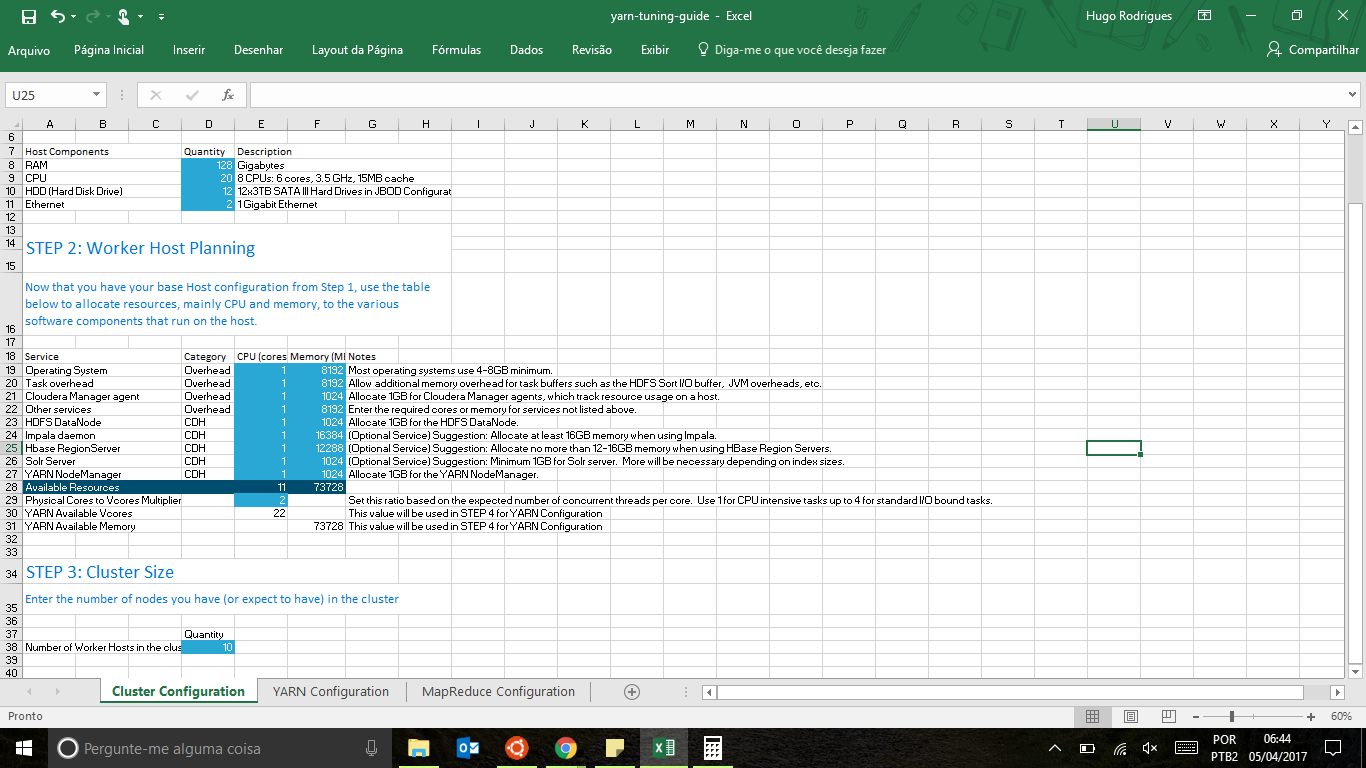 yarn-tuning-guide - Excel
Hugo Rodrigues
Arquivo Página Inicial Inserir Desenhar Layout da Página Fórmulas Dados Revisão Exibir Diga-me o que você deseja fazer Compartilhar
U25 fx
A B C D E F G H I J K L M N O P Q R S T U V W X Y
6
7 Host Components Quantity Description
8 RAM 128 Gigabytes
9 CPU 20 8 CPUs: 6 cores, 3.5 GHz, 15MB cache
10 HDD (Hard Disk Drive) 12 12x3TB SATA III Hard Drives in JBOD Configurat
11 Ethernet 2 1 Gigabit Ethernet
12
13
14 STEP 2: Worker Host Planning
15
Now that you have your base Host configuration from Step 1, use the table
below to allocate resources, mainly CPU and memory, to the various
16 software components that run on the host.
17
18 Service Category CPU (cores Memory (MI Notes
19 Operating System Overhead 1 8192 Most operating systems use 4-8GB minimum.
20 Task overhead Overhead 1 8192 Allow additional memory overhead for task buffers such as the HDFS Sort I/O buffer, JVM overheads, etc.
21 Cloudera Manager agent Overhead 1 1024 Allocate 1GB for Cloudera Manager agents, which track resource usage on a host.
22 Other services Overhead 1 8192 Enter the required cores or memory for services not listed above.
23 HDFS DataNode CDH 1 1024 Allocate 1GB for the HDFS DataNode.
24 Impala daemon CDH 1 16384 (Optional Service) Suggestion: Allocate at least 16GB memory when using Impala.
25 Hbase RegionServer CDH 1 12288 (Optional Service) Suggestion: Allocate no more than 12-16GB memory when using HBase Region Servers.
26 Solr Server CDH 1 1024 (Optional Service) Suggestion: Minimum 1GB for Solr server. More will be necessary depending on index sizes.
27 YARN NodeManager CDH 1 1024 Allocate 1GB for the YARN NodeManager.
28 Available Resources 11 73728
29 Physical Cores to Vcores Multiplier 2 Set this ratio based on the expected number of concurrent threads per core. Use 1 for CPU intensive tasks up to 4 for standard I/O bound tasks.
30 YARN Available Vcores 22 This value will be used in STEP 4 for YARN Configuration
31 YARN Available Memory 73728 This value will be used in STEP 4 for YARN Configuration
32
33
34 STEP 3: Cluster Size
35 Enter the number of nodes you have (or expect to have) in the cluster
36
37 Quantity
38 Number of Worker Hosts in the clus 10
39
40
Cluster Configuration YARN Configuration MapReduce Configuration
Pronto 60%
Pergunte-me alguma coisa
POR 06:44
PTB2 05/04/2017